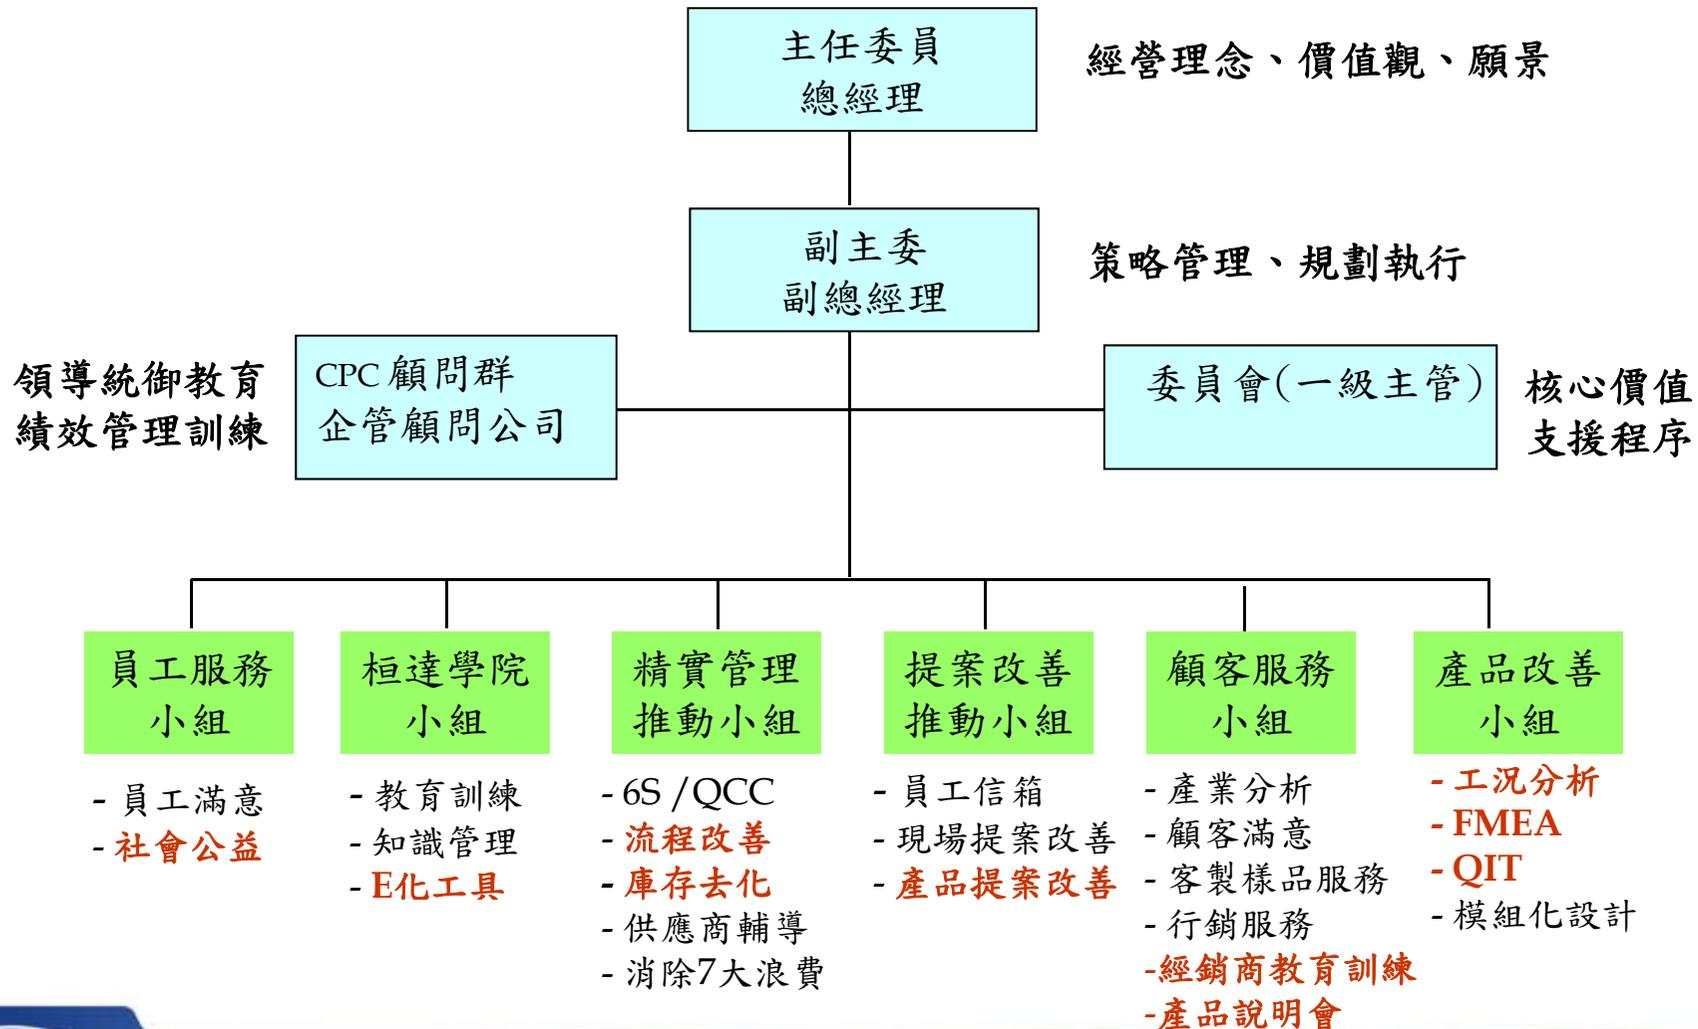 主任委員
總經理
經營理念、價值觀、願景
副主委
副總經理
策略管理、規劃執行
領導統御教育
績效管理訓練
CPC 顧問群
企管顧問公司
委員會(一級主管)
核心價值
支援程序
員工服務
小組
- 員工滿意
- 社會公益
桓達學院
小組
- 教育訓練
- 知識管理
- E化工具
精實管理
推動小組
- 6S /QCC
- 流程改善
- 庫存去化
- 供應商輔導
- 消除7大浪費
提案改善
推動小組
- 員工信箱
- 現場提案改善
- 產品提案改善
顧客服務
小組
- 產業分析
- 顧客滿意
- 客製樣品服務
- 行銷服務
-經銷商教育訓練
-產品說明會
產品改善
小組
- 工況分析
- FMEA
- QIT
- 模組化設計